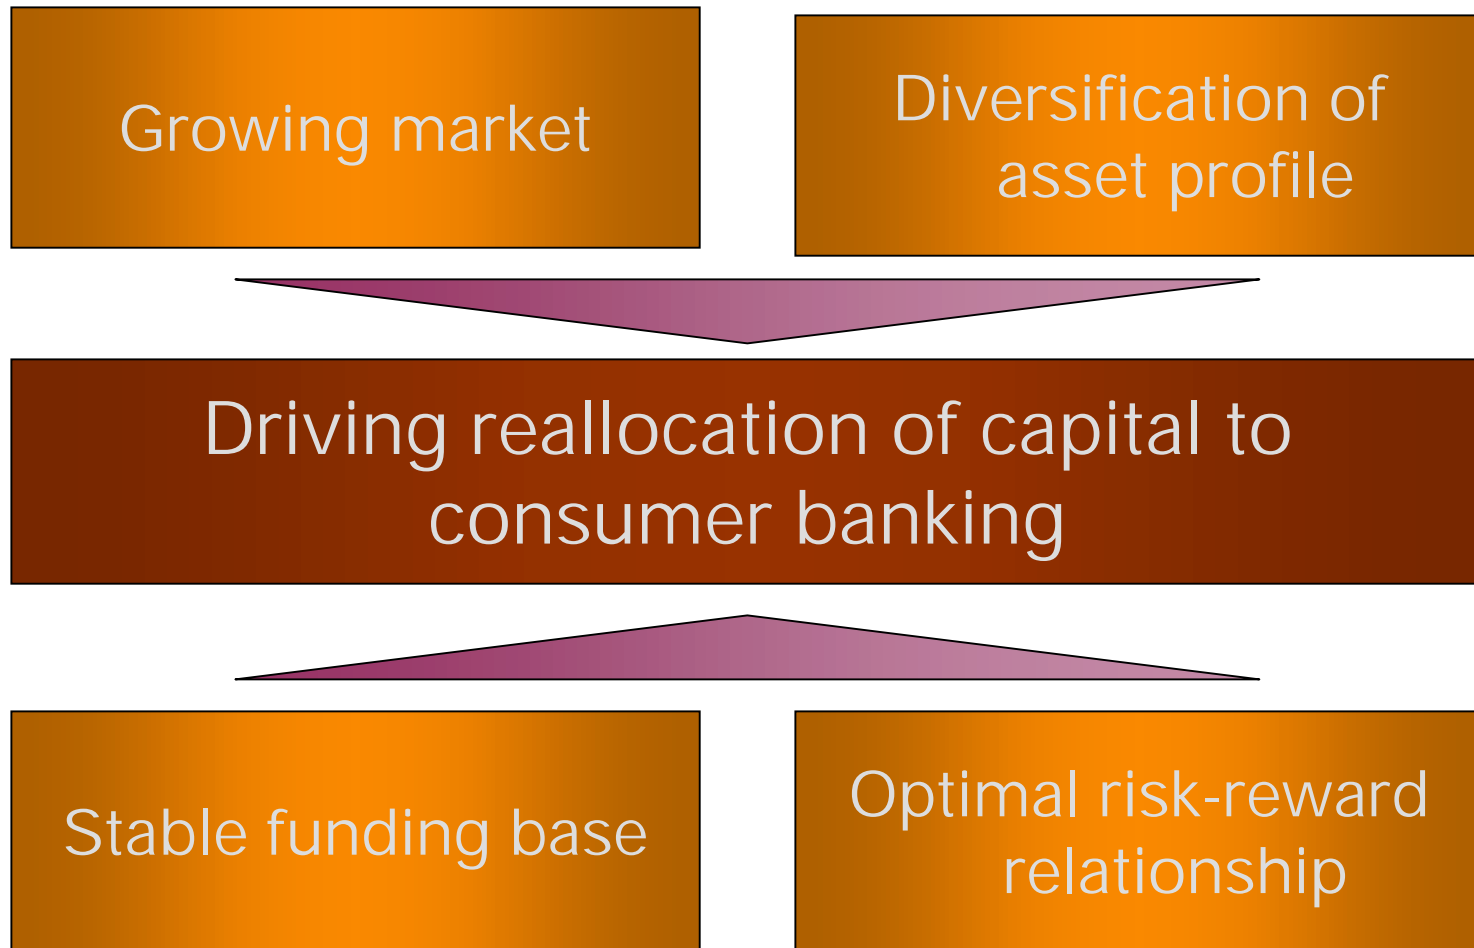 Growing market
Diversification of
asset profile
Driving reallocation of capital to
consumer banking
Stable funding base
Optimal risk-reward
relationship